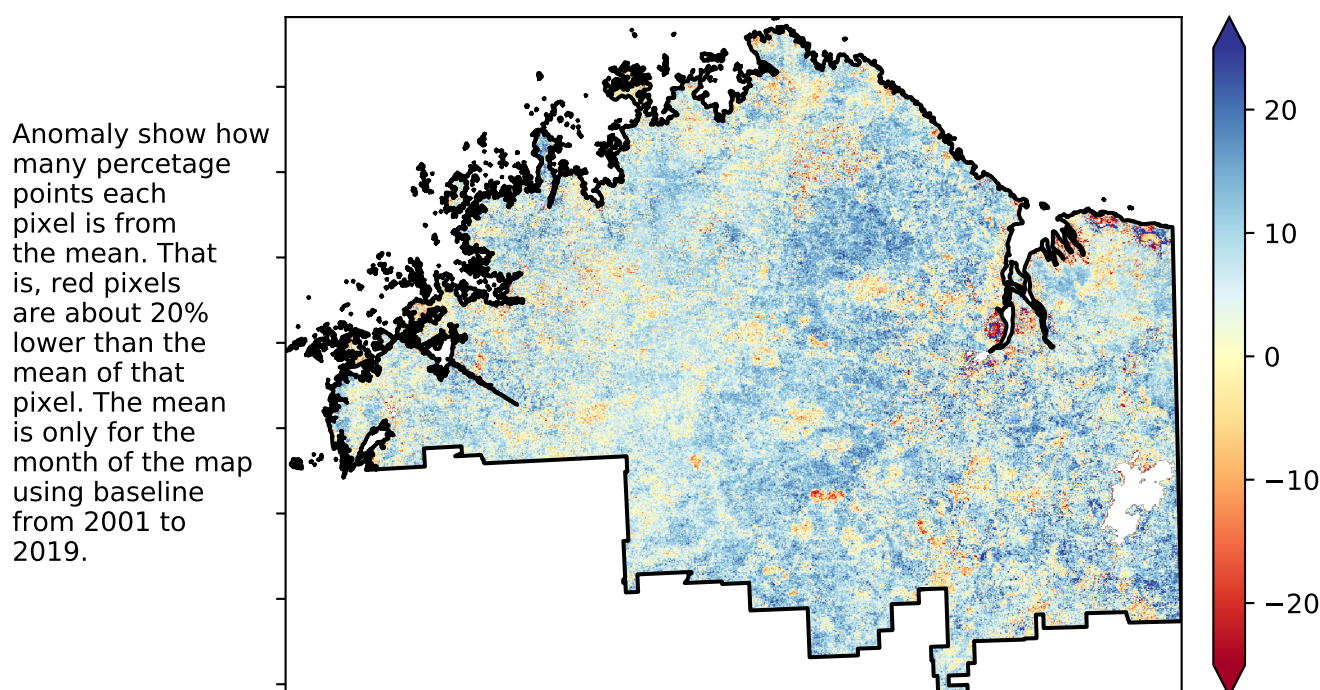 Anomaly show how
many percetage
points each
pixel is from
the mean. That
is, red pixels
are about 20%
lower than the
mean of that
pixel. The mean
is only for the
month of the map
using baseline
from 2001 to
2019.
20
10
0
−10
−20